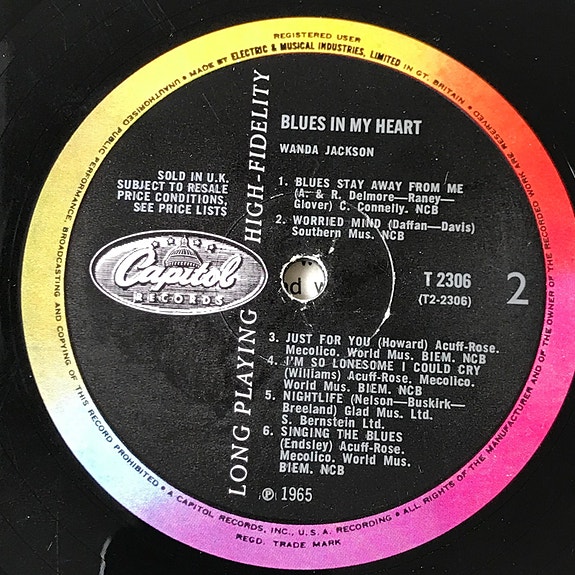 REGISTERED USER
• MADE BY ELECTRIC & MUSICAL INDUSTRIES, LIMITED IN GT. BRITAIN •
ALL RIGHTS OF THE MANUFACTURER AND OF THE OWNER OF THE RECORDED WORK ARE RESERVED
UNAUTHORISED PUBLIC PERFORMANCE, BROADCASTING AND COPYING OF THIS RECORD PROHIBITED
• A CAPITOL RECORDS, INC., U.S.A. RECORDING •
REGD. TRADE MARK
LONG PLAYING HIGH-FIDELITY
BLUES IN MY HEART
WANDA JACKSON
SOLD IN U.K.
SUBJECT TO RESALE
PRICE CONDITIONS,
SEE PRICE LISTS
1. BLUES STAY AWAY FROM ME
(A. & R. Delmore—Raney—
Glover) C. Connelly. NCB
2. WORRIED MIND (Daffan—Davis)
Southern Mus. NCB
Capitol
RECORDS
T 2306
(T2-2306)
2
3. JUST FOR YOU (Howard) Acuff-Rose.
Mecolico. World Mus. BIEM. NCB
4. I'M SO LONESOME I COULD CRY
(Williams) Acuff-Rose. Mecolico.
World Mus. BIEM. NCB
5. NIGHTLIFE (Nelson—Buskirk—
Breeland) Glad Mus. Ltd.
S. Bernstein Ltd.
6. SINGING THE BLUES
(Endsley) Acuff-Rose.
Mecolico. World Mus.
BIEM. NCB
℗ 1965